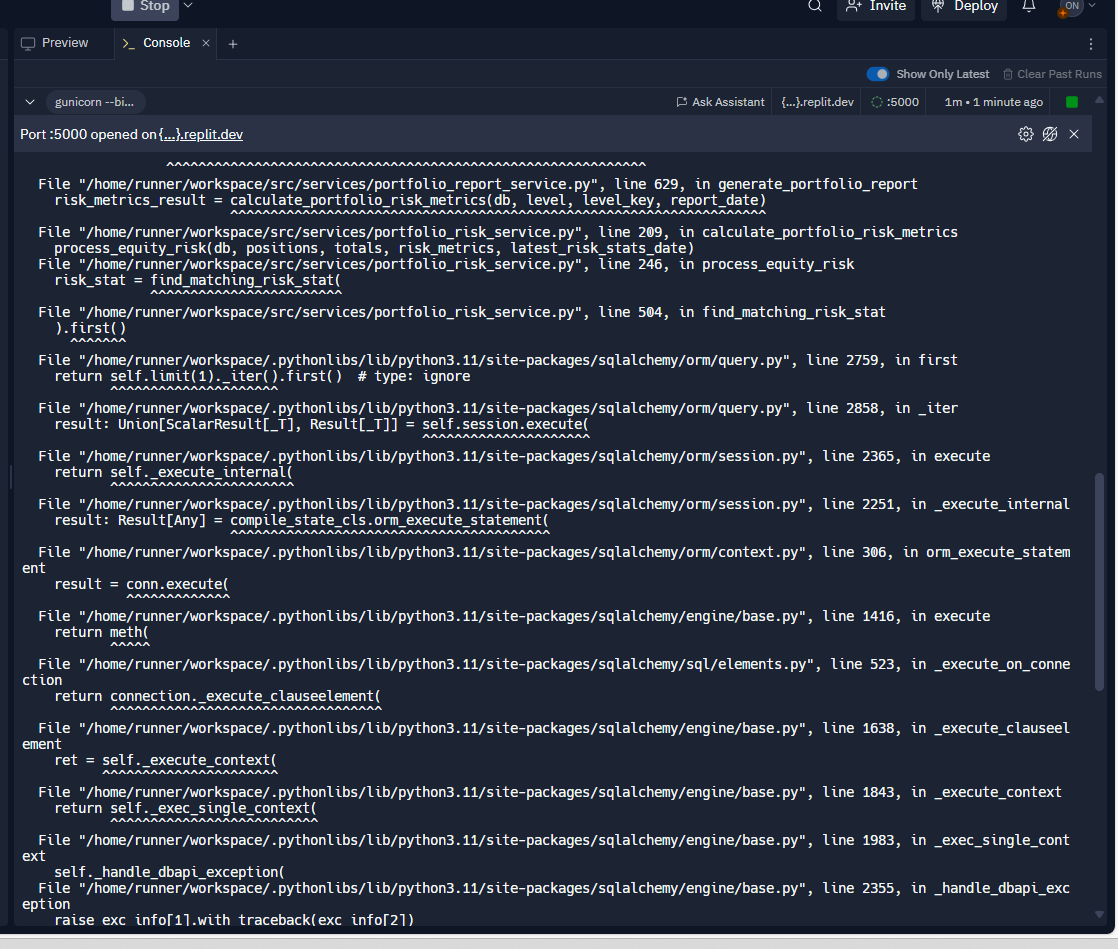 Stop
Invite
Deploy
ON
Preview
>_ Console × +
Show Only Latest
Clear Past Runs
gunicorn --bi...
Ask Assistant
{...}.replit.dev
:5000
1m • 1 minute ago
Port :5000 opened on {...}.replit.dev
^^^^^^^^^^^^^^^^^^^^^^^^^^^^^^^^^^^^^^^^^^^^^^^^^^^^^^^^^^^^
File "/home/runner/workspace/src/services/portfolio_report_service.py", line 629, in generate_portfolio_report
risk_metrics_result = calculate_portfolio_risk_metrics(db, level, level_key, report_date)
^^^^^^^^^^^^^^^^^^^^^^^^^^^^^^^^^^^^^^^^^^^^^^^^^^^^^^^^^^^^^^^^^^^
File "/home/runner/workspace/src/services/portfolio_risk_service.py", line 209, in calculate_portfolio_risk_metrics
process_equity_risk(db, positions, totals, risk_metrics, latest_risk_stats_date)
File "/home/runner/workspace/src/services/portfolio_risk_service.py", line 246, in process_equity_risk
risk_stat = find_matching_risk_stat(
^^^^^^^^^^^^^^^^^^^^^^^^
File "/home/runner/workspace/src/services/portfolio_risk_service.py", line 504, in find_matching_risk_stat
).first()
^^^^^^^
File "/home/runner/workspace/.pythonlibs/lib/python3.11/site-packages/sqlalchemy/orm/query.py", line 2759, in first
return self.limit(1)._iter().first()  # type: ignore
^^^^^^^^^^^^^^^^^^^^^
File "/home/runner/workspace/.pythonlibs/lib/python3.11/site-packages/sqlalchemy/orm/query.py", line 2858, in _iter
result: Union[ScalarResult[_T], Result[_T]] = self.session.execute(
^^^^^^^^^^^^^^^^^^^^^
File "/home/runner/workspace/.pythonlibs/lib/python3.11/site-packages/sqlalchemy/orm/session.py", line 2365, in execute
return self._execute_internal(
^^^^^^^^^^^^^^^^^^^^^^^
File "/home/runner/workspace/.pythonlibs/lib/python3.11/site-packages/sqlalchemy/orm/session.py", line 2251, in _execute_internal
result: Result[Any] = compile_state_cls.orm_execute_statement(
^^^^^^^^^^^^^^^^^^^^^^^^^^^^^^^^^^^^^^^^
File "/home/runner/workspace/.pythonlibs/lib/python3.11/site-packages/sqlalchemy/orm/context.py", line 306, in orm_execute_statem
ent
result = conn.execute(
^^^^^^^^^^^^^
File "/home/runner/workspace/.pythonlibs/lib/python3.11/site-packages/sqlalchemy/engine/base.py", line 1416, in execute
return meth(
^^^^^
File "/home/runner/workspace/.pythonlibs/lib/python3.11/site-packages/sqlalchemy/sql/elements.py", line 523, in _execute_on_conne
ction
return connection._execute_clauseelement(
^^^^^^^^^^^^^^^^^^^^^^^^^^^^^^^^^^
File "/home/runner/workspace/.pythonlibs/lib/python3.11/site-packages/sqlalchemy/engine/base.py", line 1638, in _execute_clauseel
ement
ret = self._execute_context(
^^^^^^^^^^^^^^^^^^^^^^
File "/home/runner/workspace/.pythonlibs/lib/python3.11/site-packages/sqlalchemy/engine/base.py", line 1843, in _execute_context
return self._exec_single_context(
^^^^^^^^^^^^^^^^^^^^^^^^^^
File "/home/runner/workspace/.pythonlibs/lib/python3.11/site-packages/sqlalchemy/engine/base.py", line 1983, in _exec_single_cont
ext
self._handle_dbapi_exception(
File "/home/runner/workspace/.pythonlibs/lib/python3.11/site-packages/sqlalchemy/engine/base.py", line 2355, in _handle_dbapi_exc
eption
raise exc_info[1].with_traceback(exc_info[2])